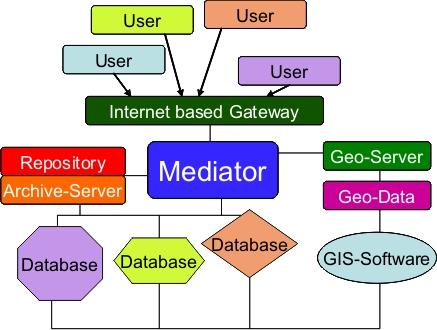 User
User
User
User
Internet based Gateway
Repository
Archive-Server
Mediator
Geo-Server
Geo-Data
Database
Database
Database
GIS-Software